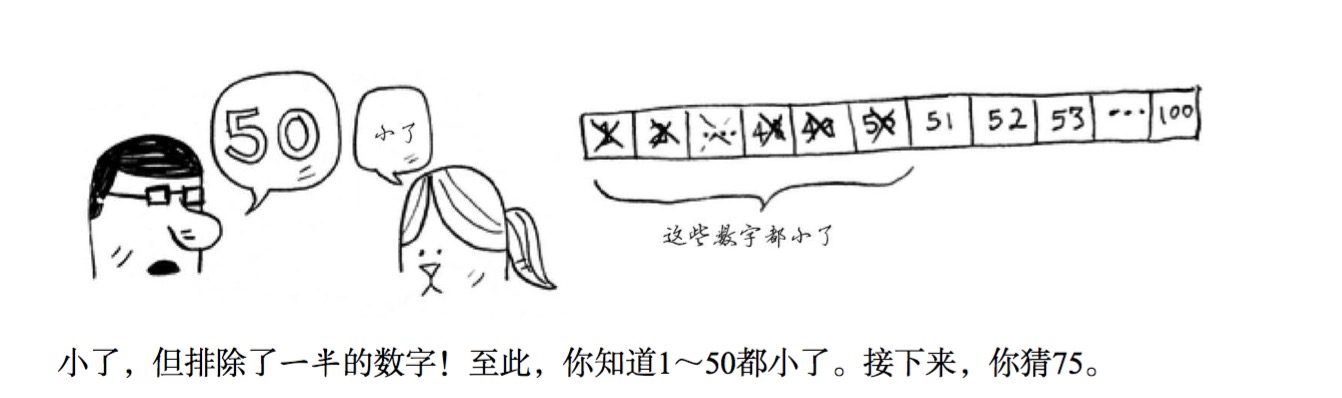 50
小了
1 2 ... 48 49 50 51 52 53 ... 100
这些数字都小了
小了，但排除了一半的数字！至此，你知道1～50都小了。接下来，你猜75。